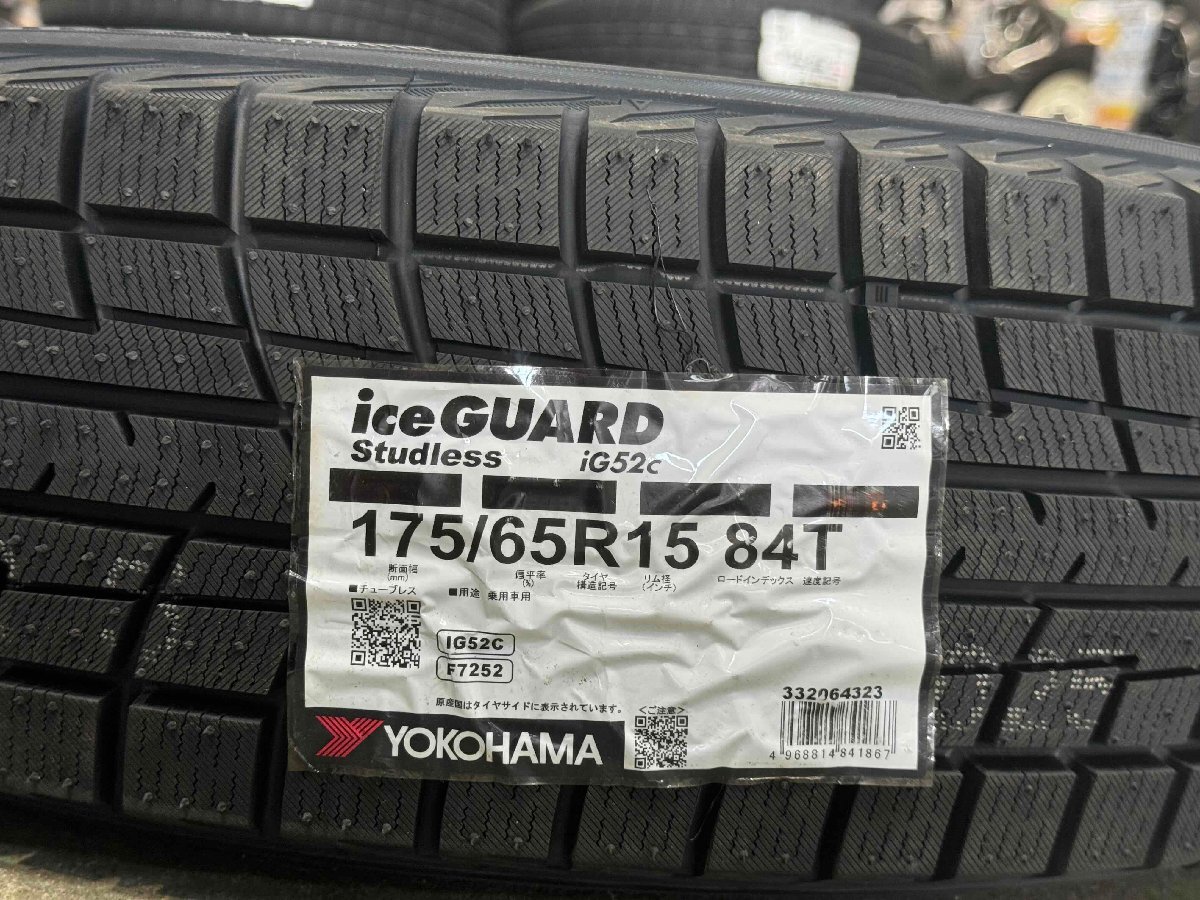 iceGUARD
Studless iG52c
175/65R15 84T
断面幅 (mm) 偏平率 (%) タイヤ 構造記号 リム径 (インチ) ロードインデックス 速度記号
■チューブレス ■用途 乗用車用
IG52C
F7252
原産国はタイヤサイドに表示されています。
<ご注意>
332064323
4 968814 841867
YOKOHAMA